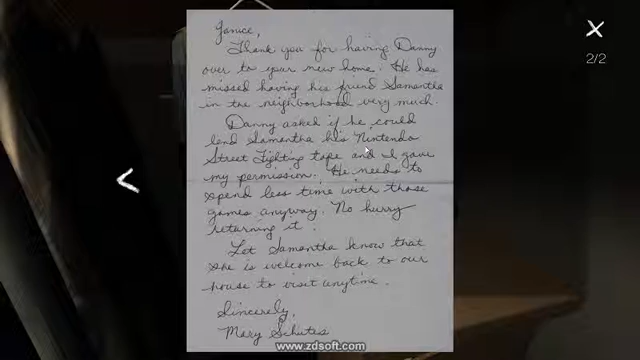 2/2
Janice,
Thank you for having Danny
over to your new home. He has
missed having his friend Samantha
in the neighborhood very much.
Danny asked if he could
lend Samantha his Nintendo
Street Fighting tape and I gave
my permission. He needs to
spend less time with those
games anyway. No hurry
returning it.
Let Samantha know that
she is welcome back to our
house to visit anytime.
Sincerely,
Mary Schutes
www.zdsoft.com